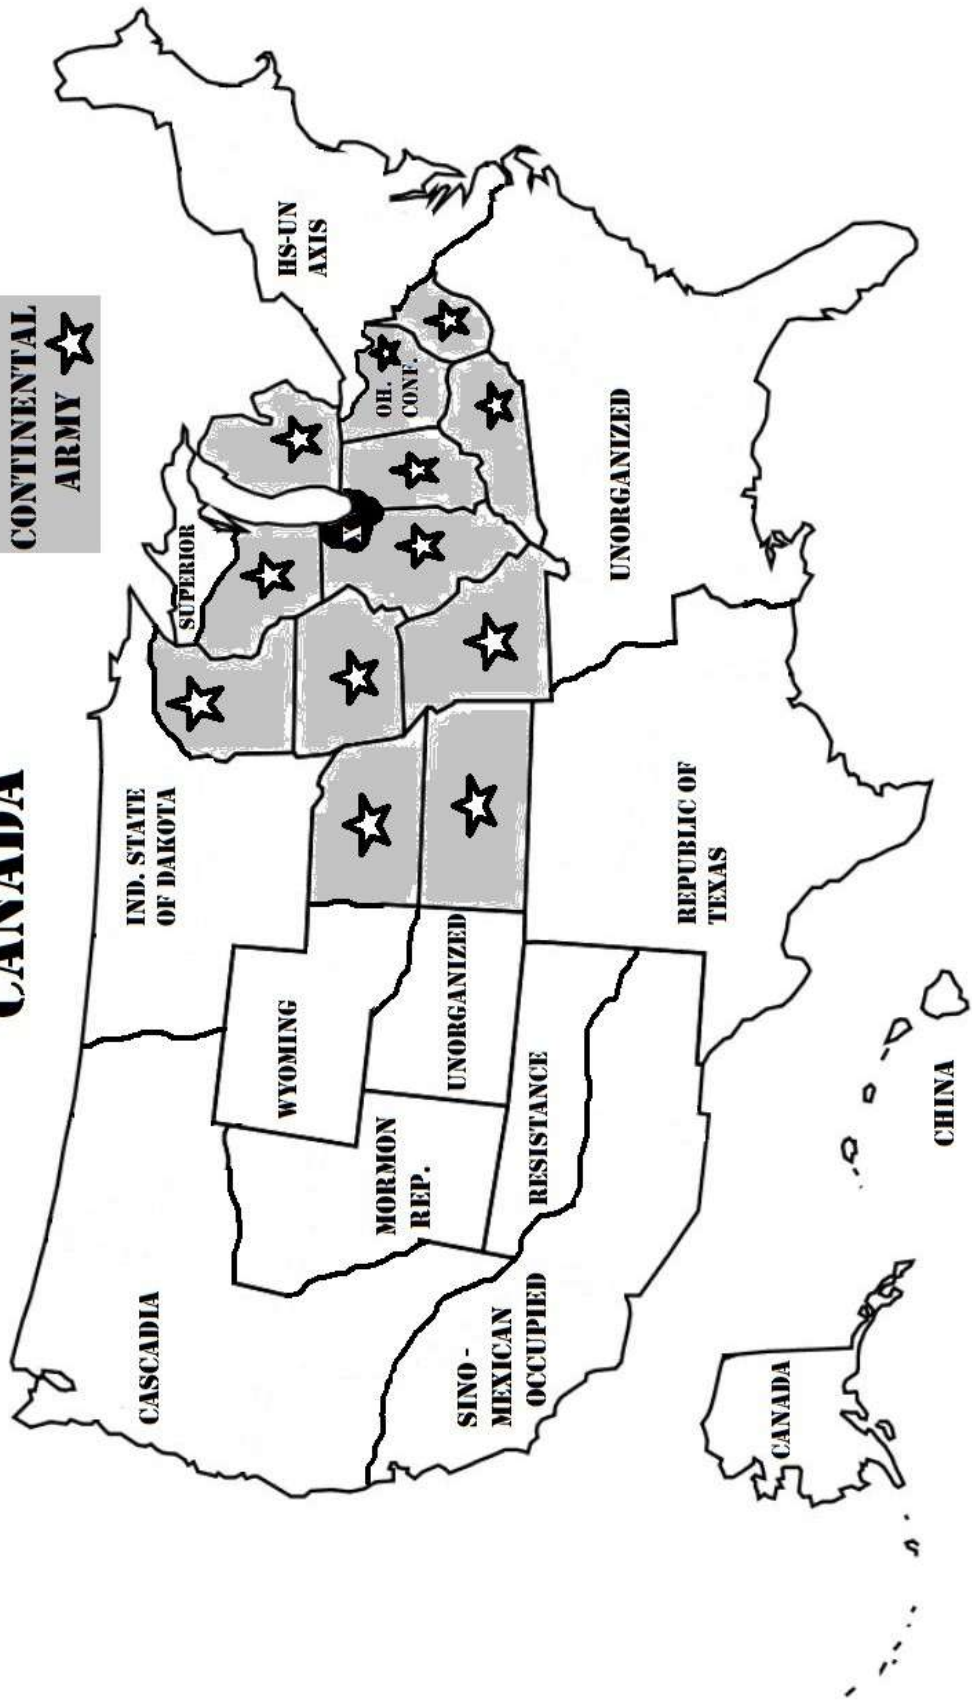 CANADA
CONTINENTAL
ARMY
CASCADIA
IND. STATE
OF DAKOTA
SUPERIOR
HS-UN
AXIS
WYOMING
X
OH.
CONF.
MORMON
REP.
UNORGANIZED
SINO-
MEXICAN
OCCUPIED
RESISTANCE
UNORGANIZED
REPUBLIC OF
TEXAS
CANADA
CHINA